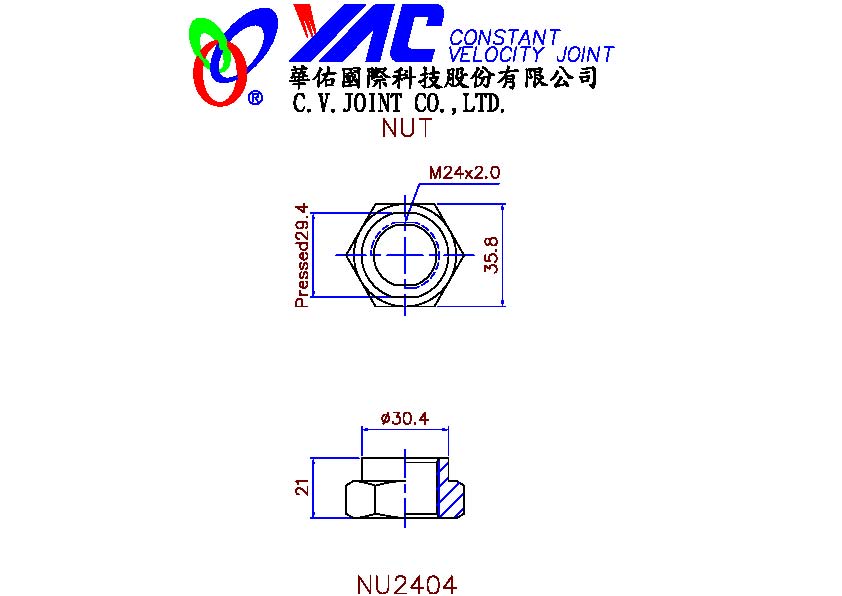 YAC CONSTANT
VELOCITY JOINT
®
華佑國際科技股份有限公司
C.V.JOINT CO.,LTD.
NUT
M24x2.0
Pressed29.4
35.8
ø30.4
21
NU2404